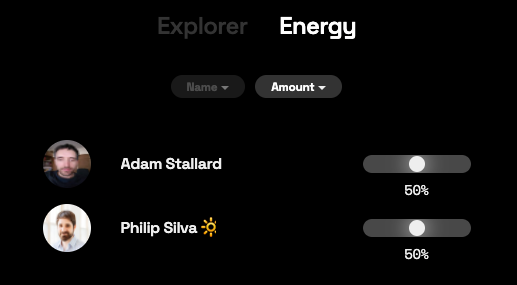 Explorer Energy
Name Amount
Adam Stallard
50%
Philip Silva 🔆
50%